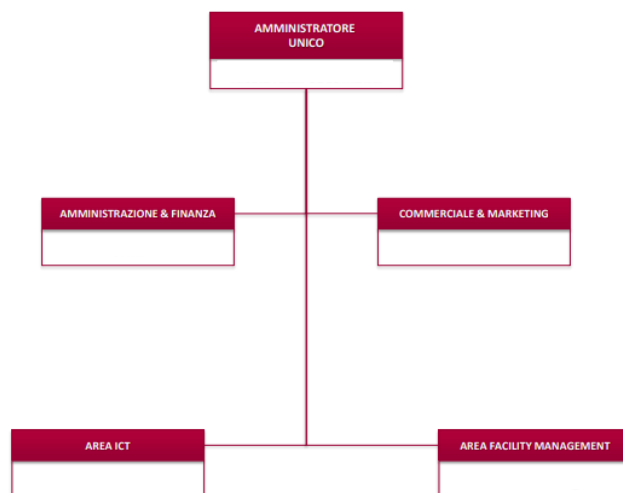 AMMINISTRATORE
UNICO
AMMINISTRAZIONE & FINANZA
COMMERCIALE & MARKETING
AREA ICT
AREA FACILITY MANAGEMENT